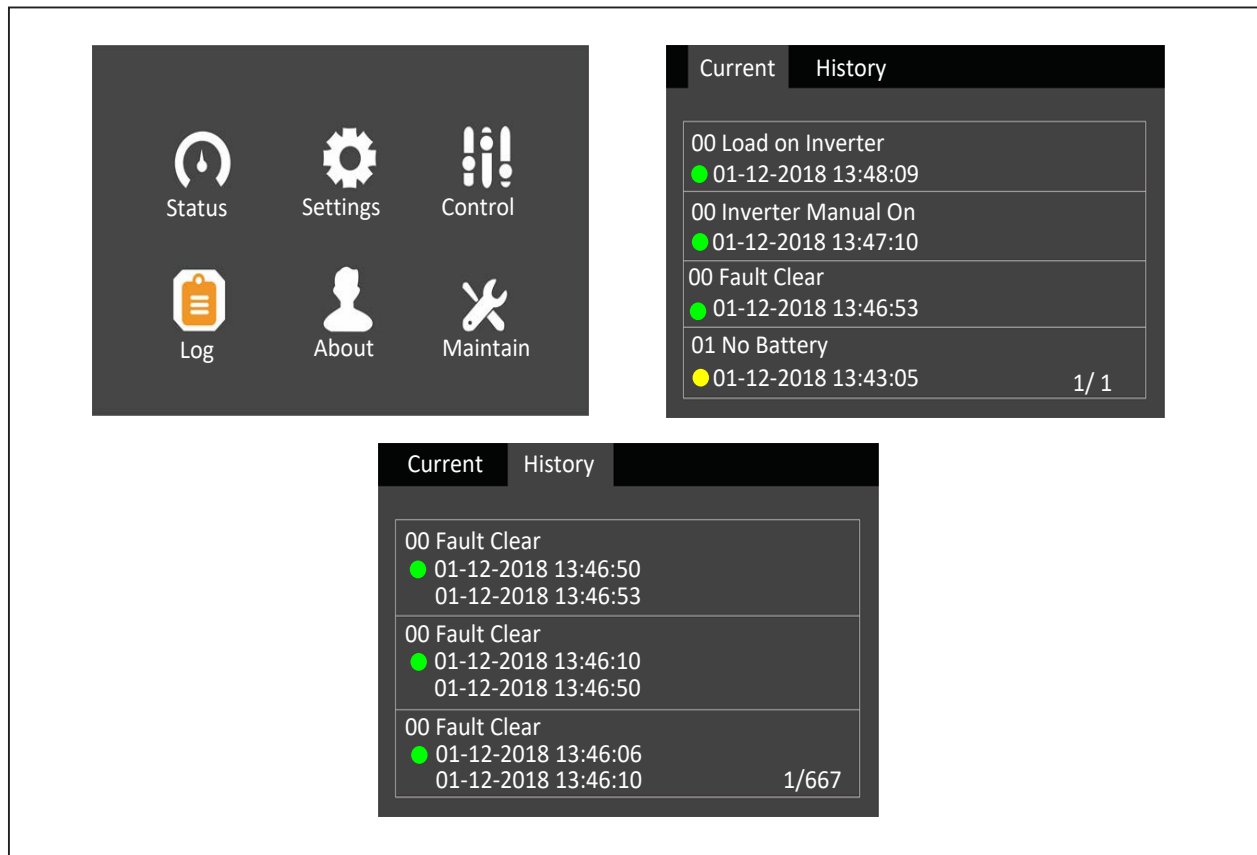 Status Settings Control
Log About Maintain
Current History
00 Load on Inverter
01-12-2018 13:48:09
00 Inverter Manual On
01-12-2018 13:47:10
00 Fault Clear
01-12-2018 13:46:53
01 No Battery
01-12-2018 13:43:05 1/ 1
Current History
00 Fault Clear
01-12-2018 13:46:50
01-12-2018 13:46:53
00 Fault Clear
01-12-2018 13:46:10
01-12-2018 13:46:50
00 Fault Clear
01-12-2018 13:46:06
01-12-2018 13:46:10 1/667